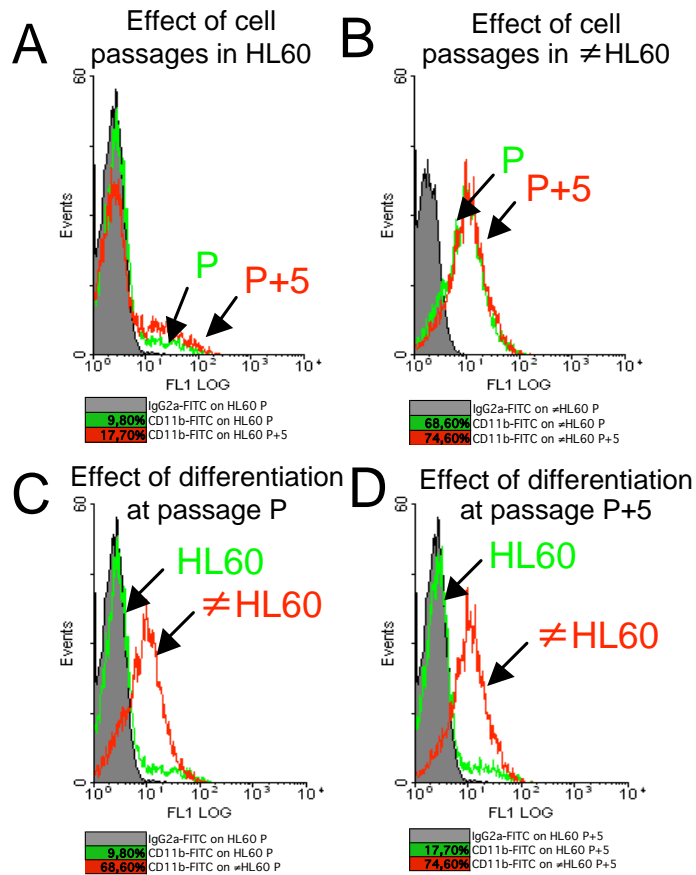 A
Effect of cell
passages in HL60
60
Events
0
P
P+5
10⁰ 10¹ 10² 10³ 10⁴
FL1 LOG
IgG2a-FITC on HL60 P
9,80% CD11b-FITC on HL60 P
17,70% CD11b-FITC on HL60 P+5
B
Effect of cell
passages in ≠HL60
60
Events
0
P
P+5
10⁰ 10¹ 10² 10³ 10⁴
FL1 LOG
IgG2a-FITC on ≠HL60 P
68,60% CD11b-FITC on ≠HL60 P
74,60% CD11b-FITC on ≠HL60 P+5
C
Effect of differentiation
at passage P
60
Events
0
HL60
≠HL60
10⁰ 10¹ 10² 10³ 10⁴
FL1 LOG
IgG2a-FITC on HL60 P
9,80% CD11b-FITC on HL60 P
68,60% CD11b-FITC on ≠HL60 P
D
Effect of differentiation
at passage P+5
60
Events
0
HL60
≠HL60
10⁰ 10¹ 10² 10³ 10⁴
FL1 LOG
IgG2a-FITC on HL60 P+5
17,70% CD11b-FITC on HL60 P+5
74,60% CD11b-FITC on ≠HL60 P+5